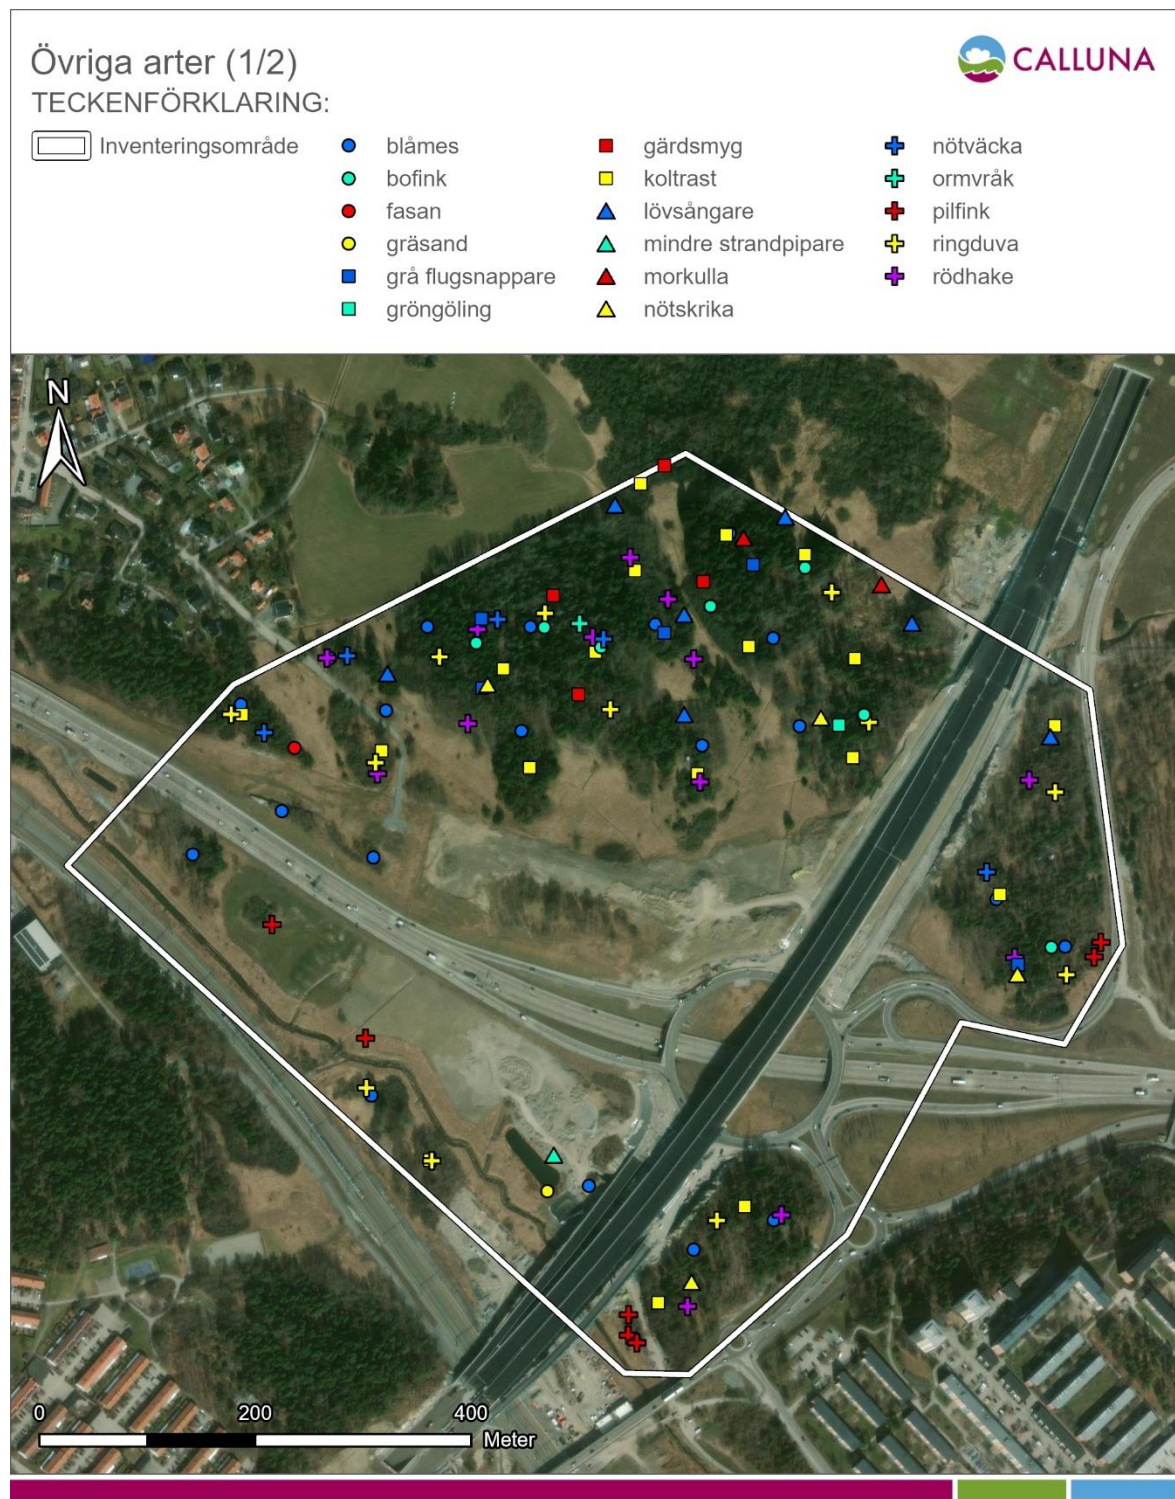 Övriga arter (1/2)
CALLUNA
TECKENFÖRKLARING:
Inventeringsområde
blåmes
bofink
fasan
gräsand
grå flugsnappare
gröngöling
gärdsmyg
koltrast
lövsångare
mindre strandpipare
morkulla
nötskrika
nötväcka
ormvråk
pilfink
ringduva
rödhake
N
0 200 400
Meter